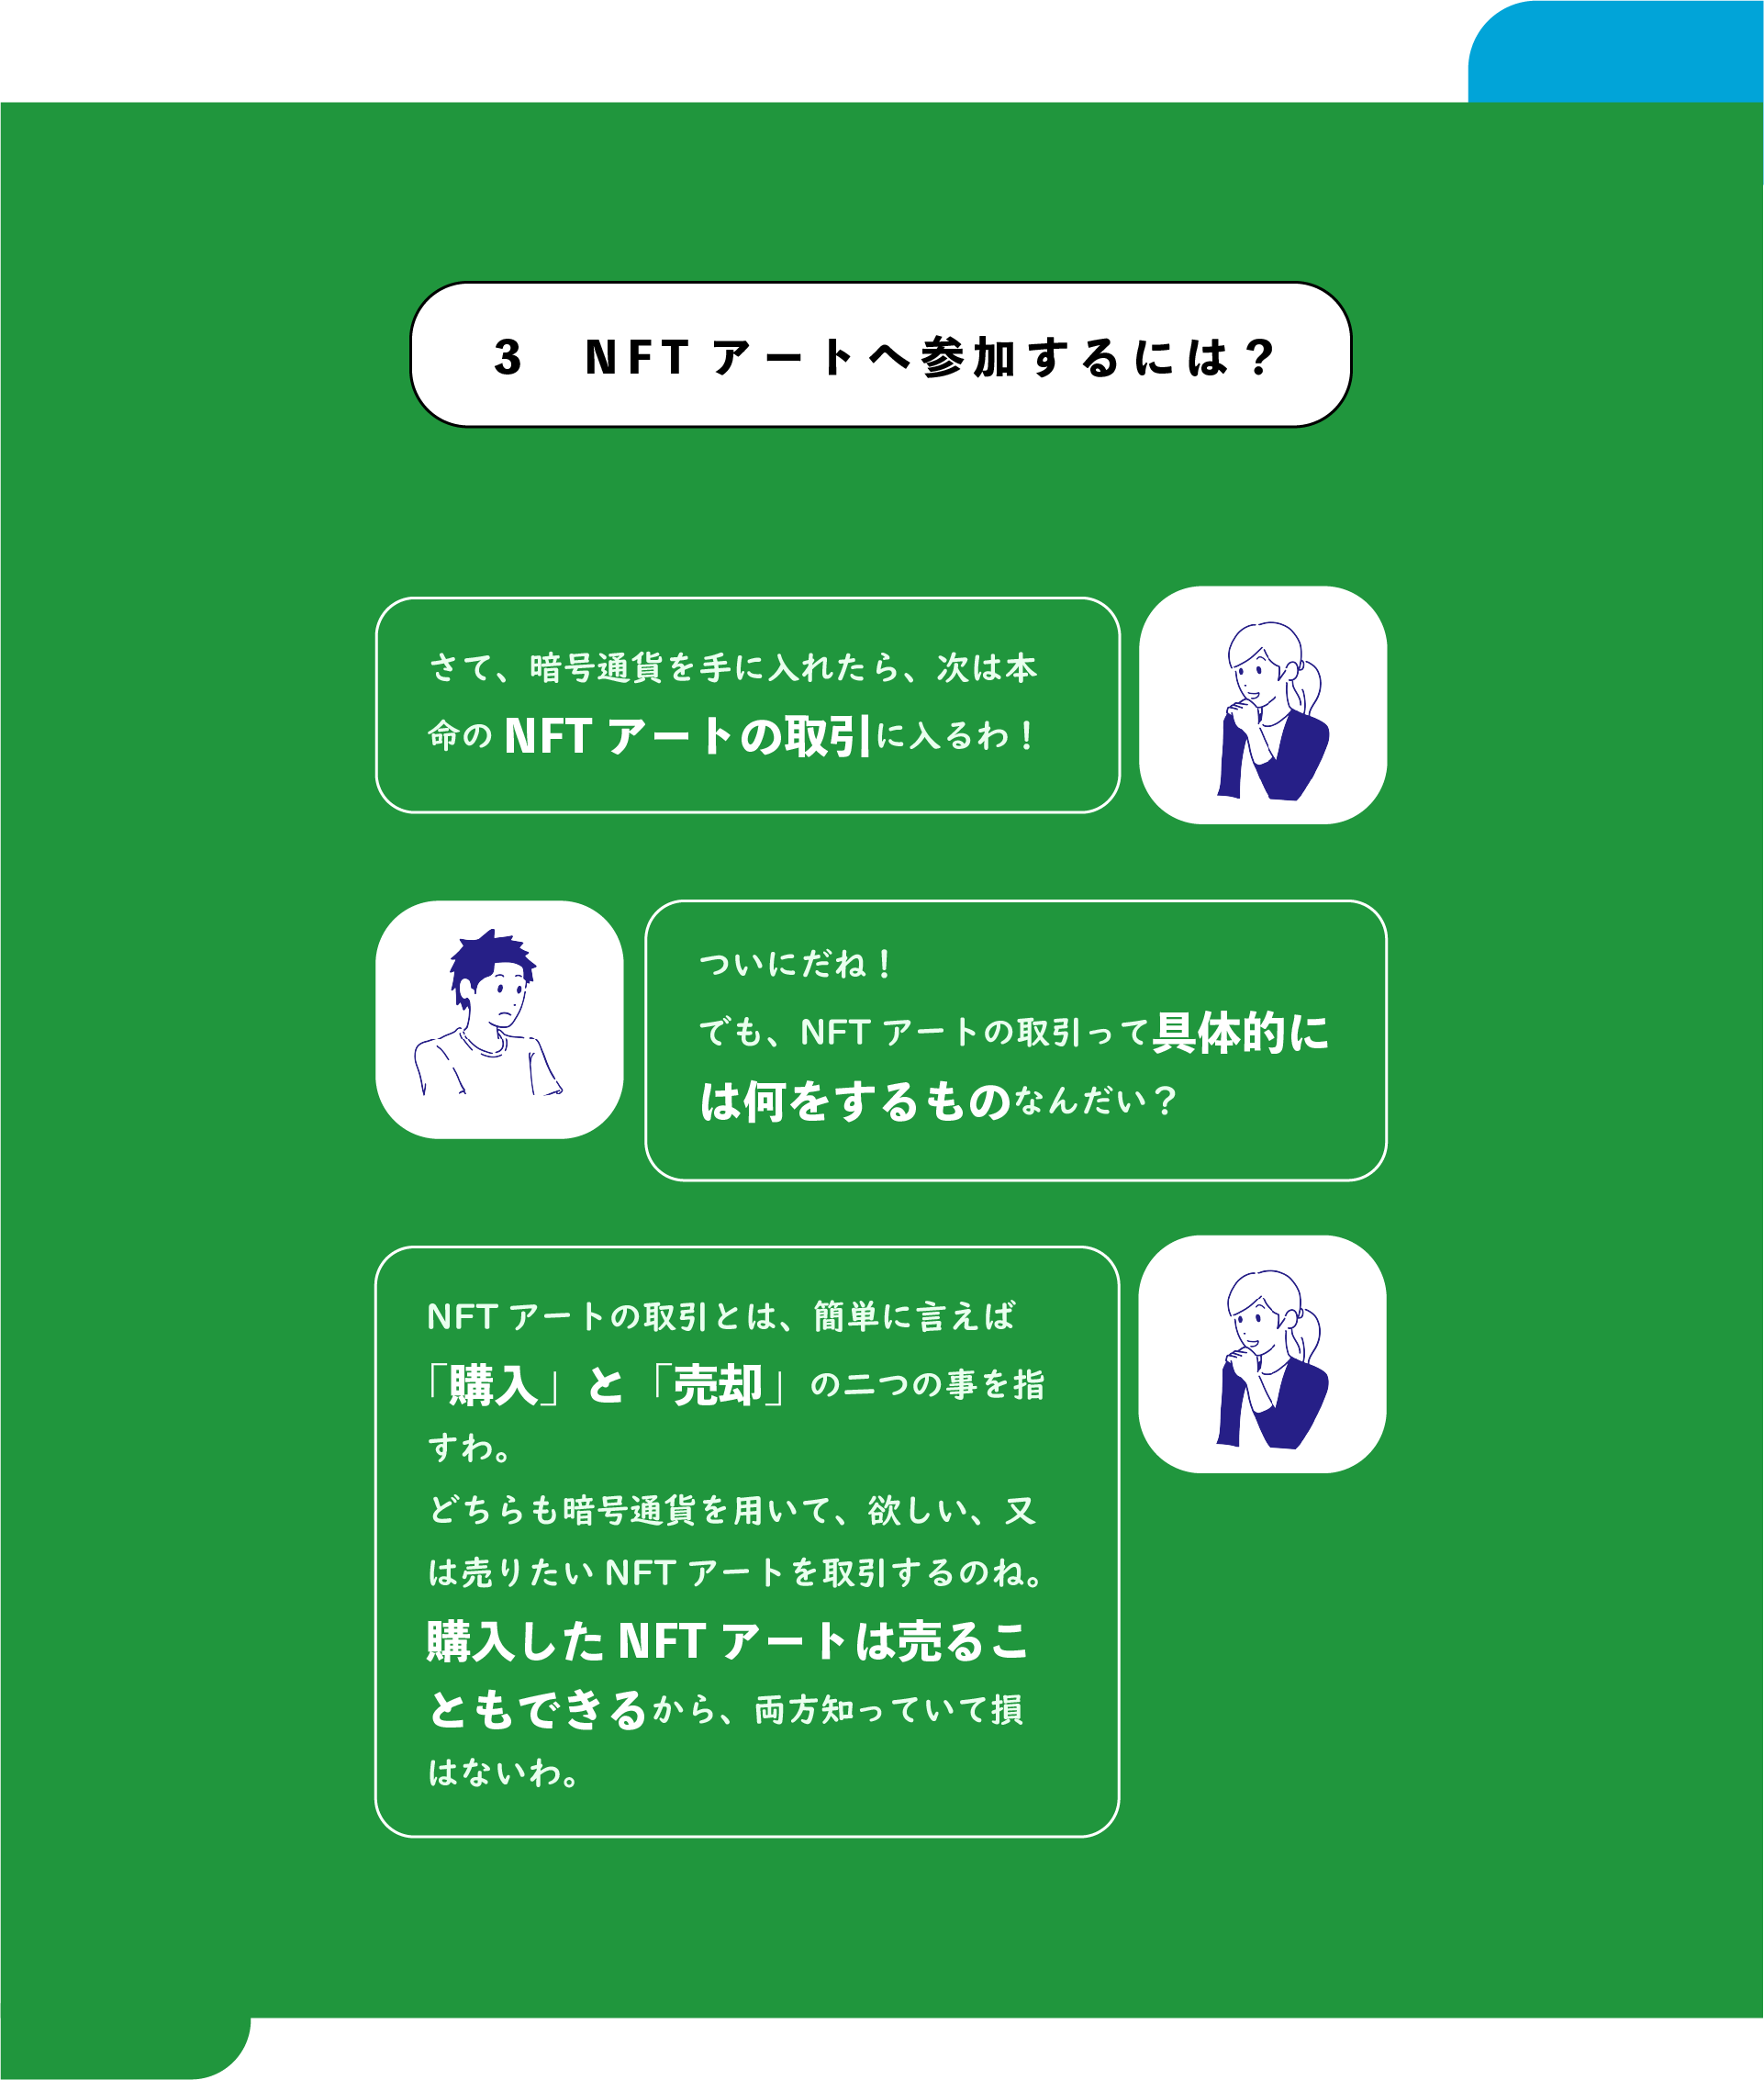 3　NFT アートへ参加するには？
さて、暗号通貨を手に入れたら、次は本
命の NFT アートの取引に入るわ！
ついにだね！
でも、NFT アートの取引って具体的に
は何をするものなんだい？
NFT アートの取引とは、簡単に言えば
「購入」と「売却」の二つの事を指
すわ。
どちらも暗号通貨を用いて、欲しい、又
は売りたい NFT アートを取引するのね。
購入した NFT アートは売るこ
ともできるから、両方知っていて損
はないわ。